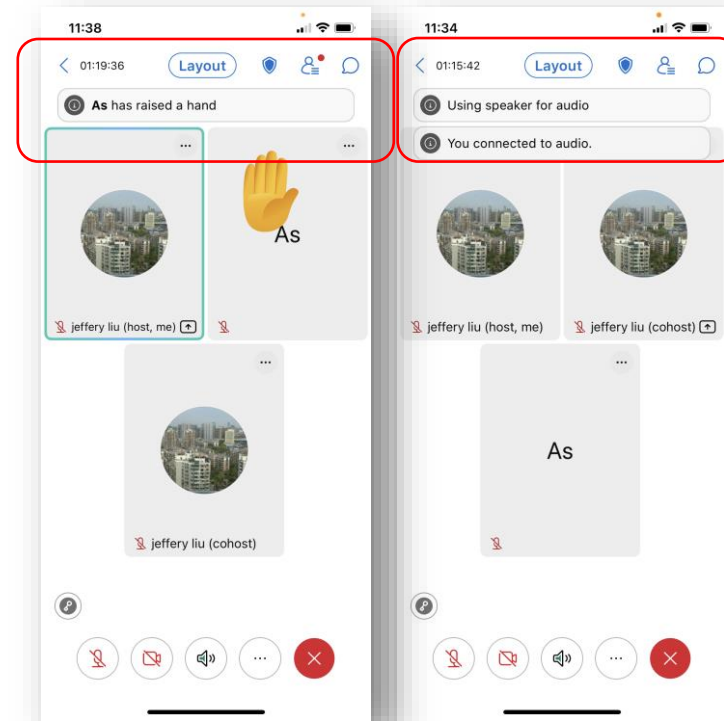 11:38
01:19:36 Layout
As has raised a hand
As
jeffery liu (host, me)
jeffery liu (cohost)
11:34
01:15:42 Layout
Using speaker for audio
You connected to audio.
jeffery liu (host, me)
jeffery liu (cohost)
As